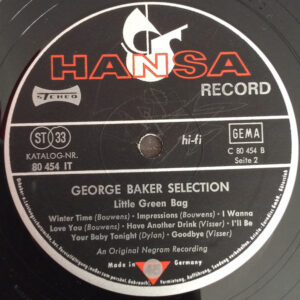 HANSA
RECORD
STEREO
ST 33
hi-fi
GEMA
KATALOG-NR.
80 454 IT
C 80 454 B
Seite 2
GEORGE BAKER SELECTION
Little Green Bag
Winter Time (Bouwens) · Impressions (Bouwens) · I Wanna
Love You (Bouwens) · Have Another Drink (Visser) · I'll Be
Your Baby Tonight (Dylan) · Goodbye (Visser)
An Original Negram Recording
Made in Germany